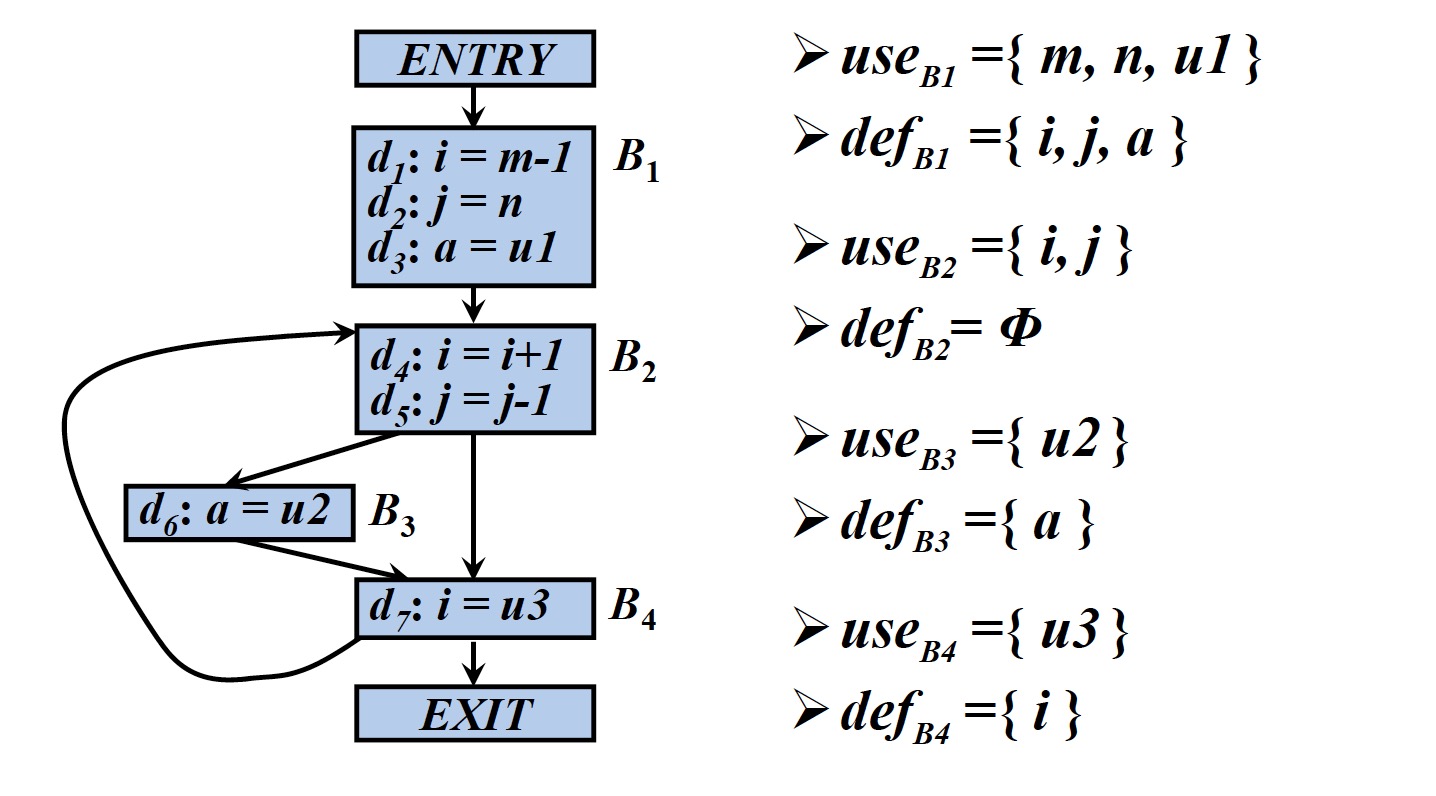 ENTRY
d1: i = m-1
d2: j = n
d3: a = u1
B1
d4: i = i+1
d5: j = j-1
B2
d6: a = u2
B3
d7: i = u3
B4
EXIT
➢ useB1 ={ m, n, u1 }
➢ defB1 ={ i, j, a }
➢ useB2 ={ i, j }
➢ defB2= Φ
➢ useB3 ={ u2 }
➢ defB3 ={ a }
➢ useB4 ={ u3 }
➢ defB4 ={ i }